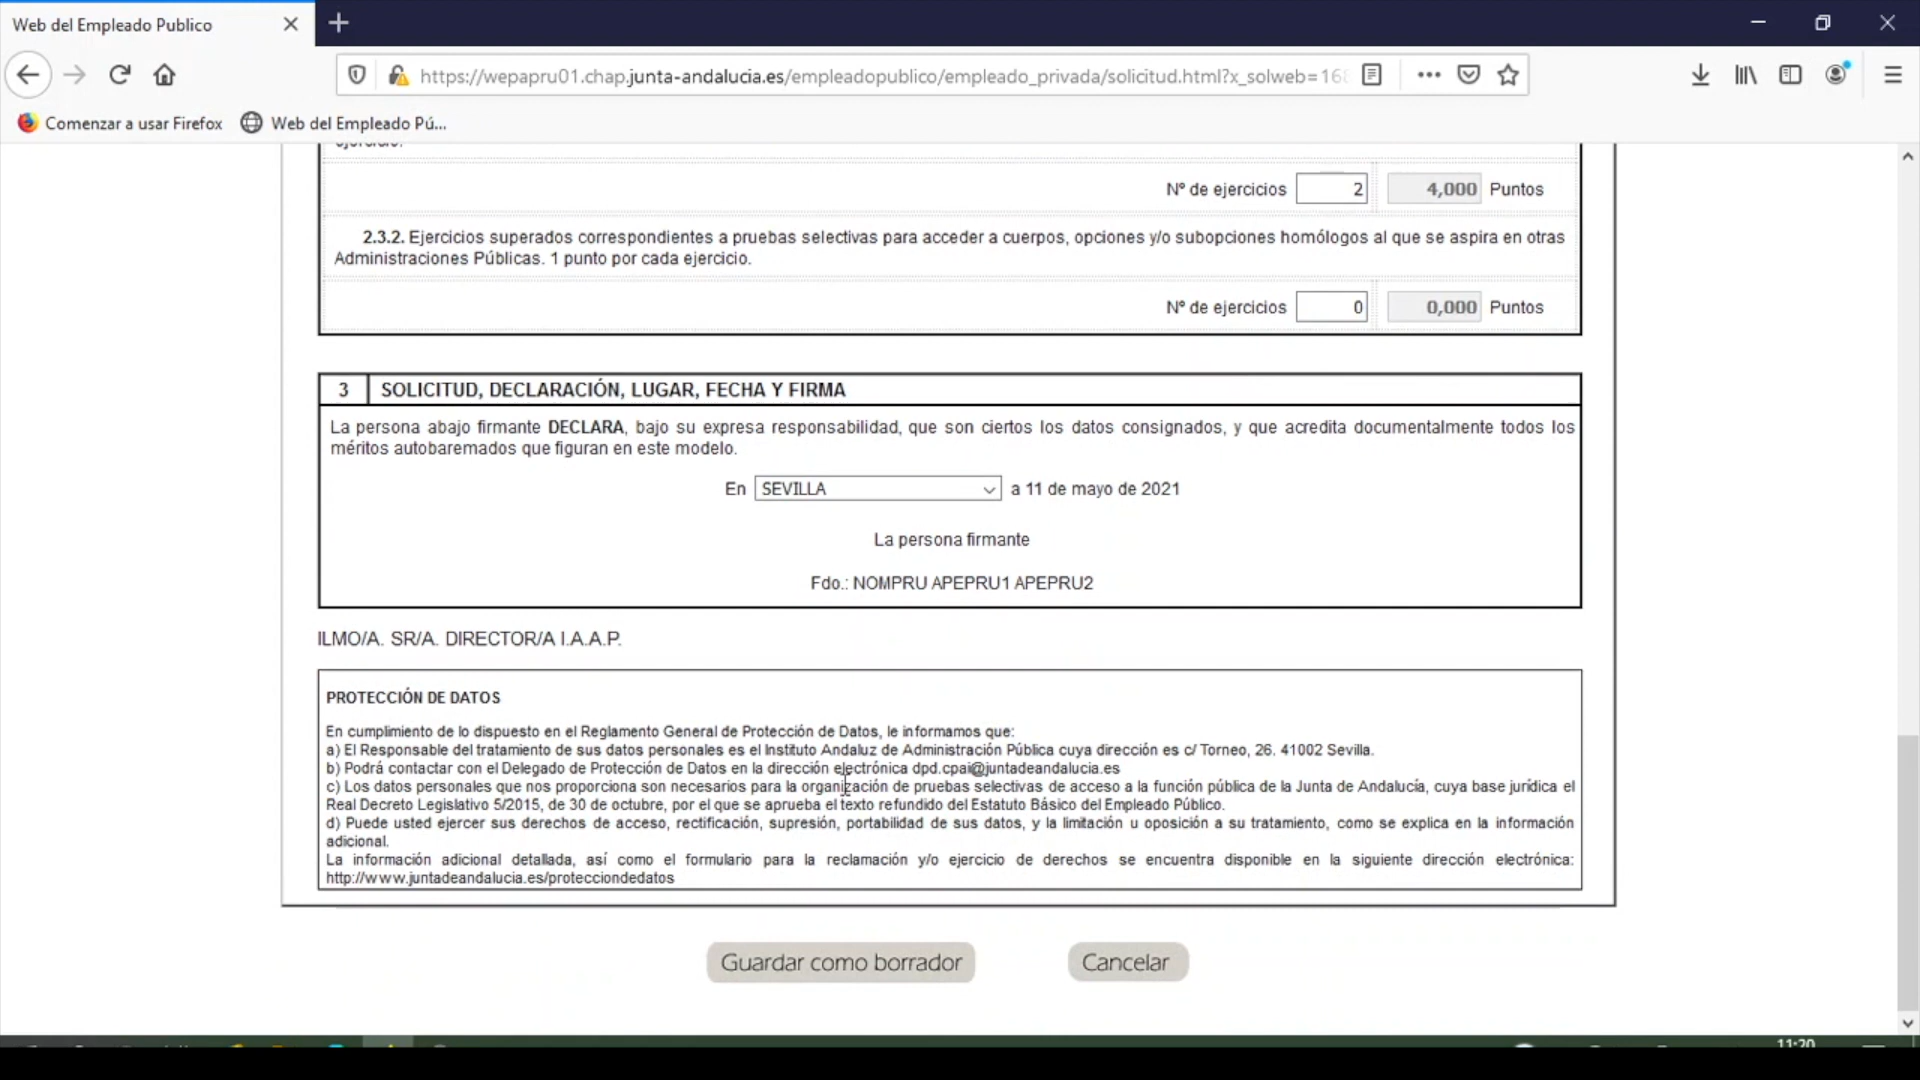 Web del Empleado Publico
https://wepapru01.chap.junta-andalucia.es/empleadopublico/empleado_privada/solicitud.html?x_solweb=168
Comenzar a usar Firefox Web del Empleado Pú...
ejercicio.
Nº de ejercicios 2 4,000 Puntos
2.3.2. Ejercicios superados correspondientes a pruebas selectivas para acceder a cuerpos, opciones y/o subopciones homólogos al que se aspira en otras
Administraciones Públicas. 1 punto por cada ejercicio.
Nº de ejercicios 0 0,000 Puntos
3 SOLICITUD, DECLARACIÓN, LUGAR, FECHA Y FIRMA
La persona abajo firmante DECLARA, bajo su expresa responsabilidad, que son ciertos los datos consignados, y que acredita documentalmente todos los
méritos autobaremados que figuran en este modelo.
En SEVILLA a 11 de mayo de 2021
La persona firmante
Fdo.: NOMPRU APEPRU1 APEPRU2
ILMO/A. SR/A. DIRECTOR/A I.A.A.P.
PROTECCIÓN DE DATOS
En cumplimiento de lo dispuesto en el Reglamento General de Protección de Datos, le informamos que:
a) El Responsable del tratamiento de sus datos personales es el Instituto Andaluz de Administración Pública cuya dirección es c/ Torneo, 26. 41002 Sevilla.
b) Podrá contactar con el Delegado de Protección de Datos en la dirección electrónica dpd.cpai@juntadeandalucia.es
c) Los datos personales que nos proporciona son necesarios para la organización de pruebas selectivas de acceso a la función pública de la Junta de Andalucía, cuya base jurídica el
Real Decreto Legislativo 5/2015, de 30 de octubre, por el que se aprueba el texto refundido del Estatuto Básico del Empleado Público.
d) Puede usted ejercer sus derechos de acceso, rectificación, supresión, portabilidad de sus datos, y la limitación u oposición a su tratamiento, como se explica en la información
adicional.
La información adicional detallada, así como el formulario para la reclamación y/o ejercicio de derechos se encuentra disponible en la siguiente dirección electrónica:
http://www.juntadeandalucia.es/protecciondedatos
Guardar como borrador Cancelar
11:20